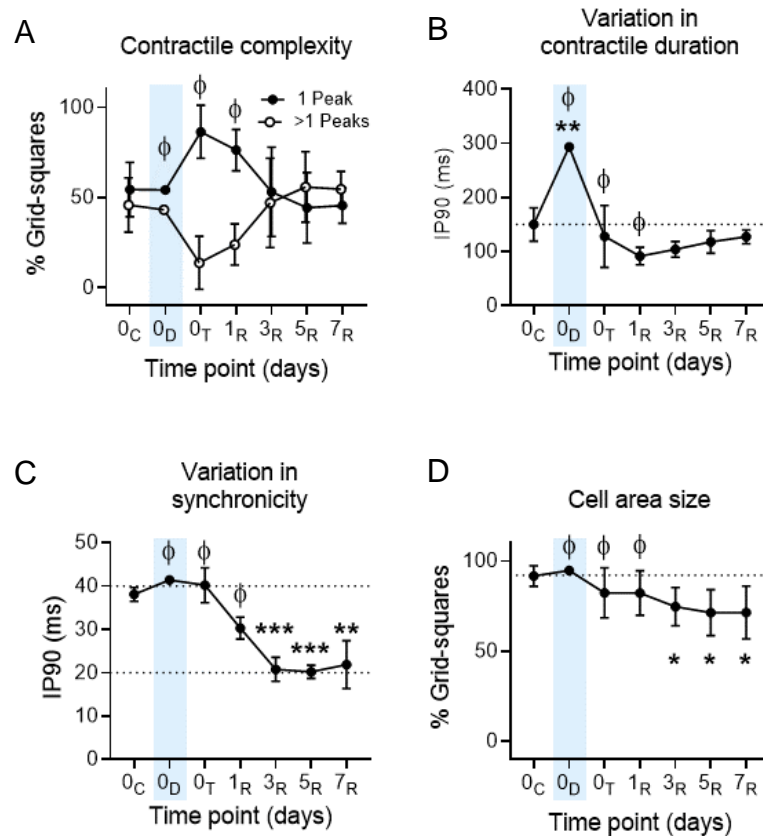 A
Contractile complexity
ϕ
ϕ
ϕ
1 Peak
>1 Peaks
100
50
0
% Grid-squares
0C 0D 0T 1R 3R 5R 7R
Time point (days)
B
Variation in
contractile duration
ϕ
**
ϕ
ϕ
400
300
200
100
0
IP90 (ms)
0C 0D 0T 1R 3R 5R 7R
Time point (days)
C
Variation in
synchronicity
ϕ ϕ
ϕ
*** *** **
50
40
30
20
10
0
IP90 (ms)
0C 0D 0T 1R 3R 5R 7R
Time point (days)
D
Cell area size
ϕ ϕ ϕ
* * *
100
50
0
% Grid-squares
0C 0D 0T 1R 3R 5R 7R
Time point (days)